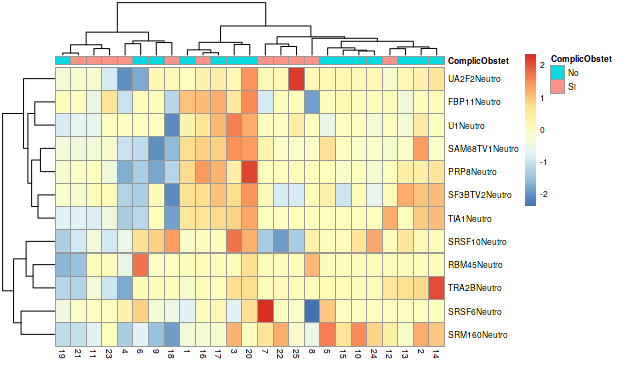 ComplicObstet
UA2F2Neutro
FBP11Neutro
U1Neutro
SAM68TV1Neutro
PRP8Neutro
SF3BTV2Neutro
TIA1Neutro
SRSF10Neutro
RBM45Neutro
TRA2BNeutro
SRSF6Neutro
SRM160Neutro
19 21 11 23 4 6 9 18 1 16 17 3 20 7 22 25 8 5 15 10 24 12 13 2 14
2
1
0
-1
-2
ComplicObstet
No
SI